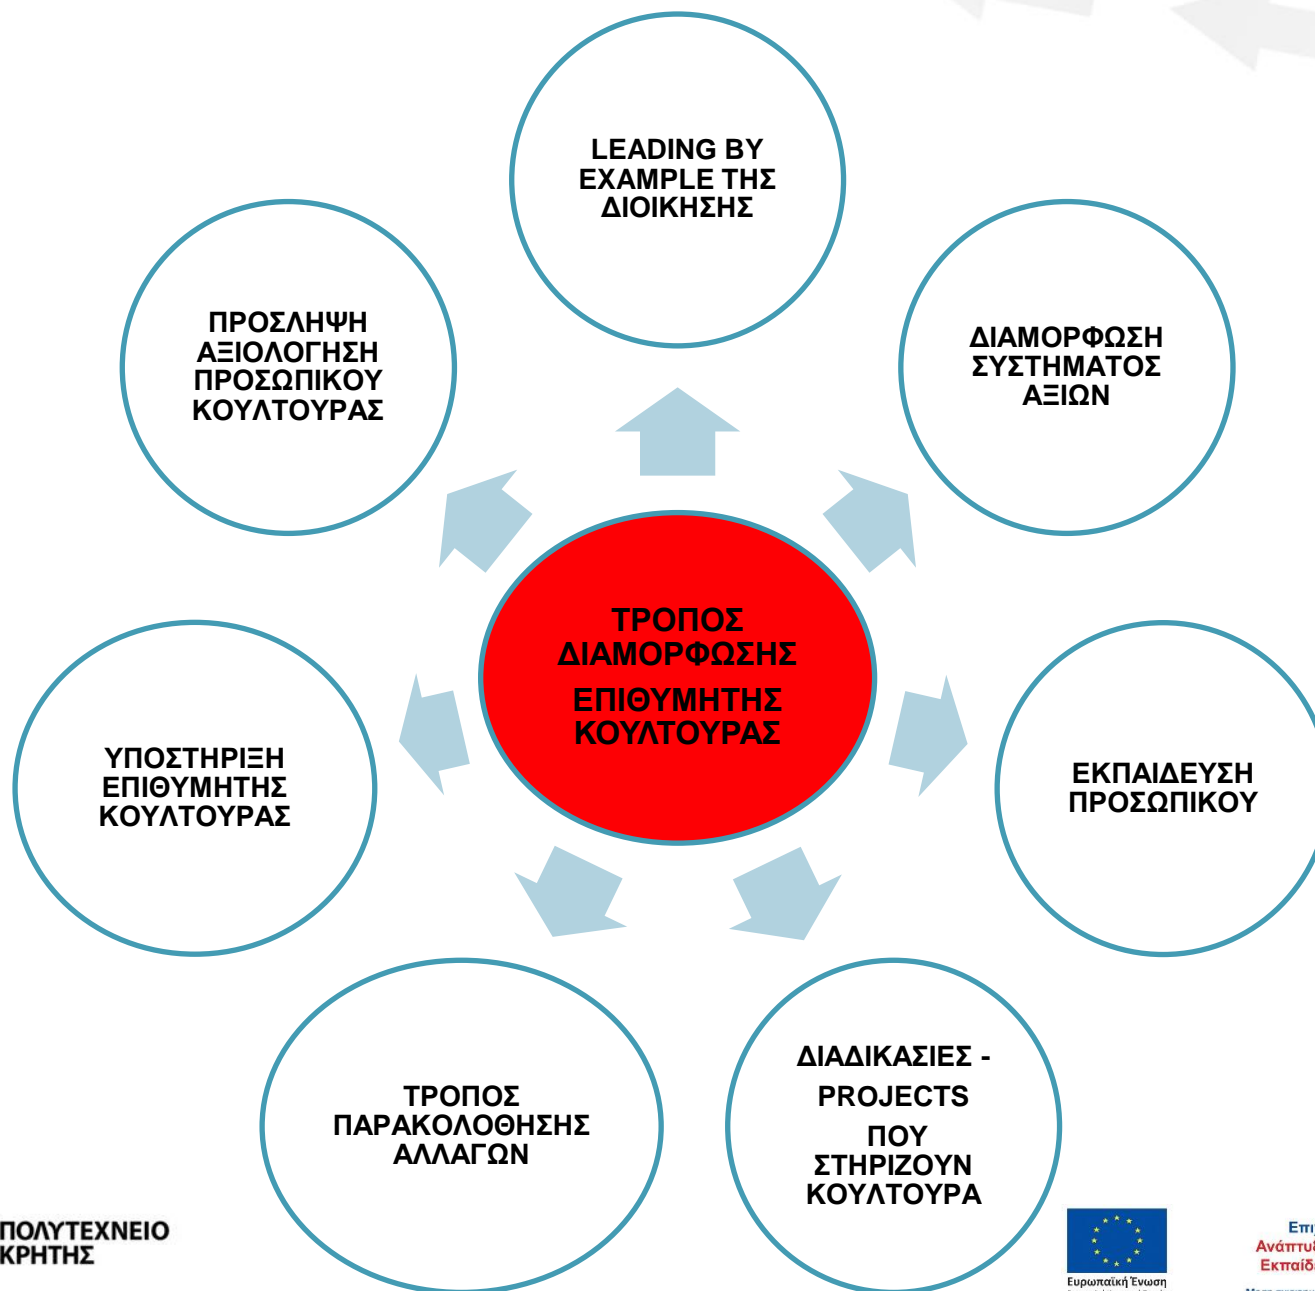 LEADING BY
EXAMPLE ΤΗΣ
ΔΙΟΙΚΗΣΗΣ
ΔΙΑΜΟΡΦΩΣΗ
ΣΥΣΤΗΜΑΤΟΣ
ΑΞΙΩΝ
ΕΚΠΑΙΔΕΥΣΗ
ΠΡΟΣΩΠΙΚΟΥ
ΔΙΑΔΙΚΑΣΙΕΣ -
PROJECTS
ΠΟΥ
ΣΤΗΡΙΖΟΥΝ
ΚΟΥΛΤΟΥΡΑ
ΤΡΟΠΟΣ
ΠΑΡΑΚΟΛΟΘΗΣΗΣ
ΑΛΛΑΓΩΝ
ΥΠΟΣΤΗΡΙΞΗ
ΕΠΙΘΥΜΗΤΗΣ
ΚΟΥΛΤΟΥΡΑΣ
ΠΡΟΣΛΗΨΗ
ΑΞΙΟΛΟΓΗΣΗ
ΠΡΟΣΩΠΙΚΟΥ
ΚΟΥΛΤΟΥΡΑΣ
ΤΡΟΠΟΣ
ΔΙΑΜΟΡΦΩΣΗΣ
ΕΠΙΘΥΜΗΤΗΣ
ΚΟΥΛΤΟΥΡΑΣ
ΠΟΛΥΤΕΧΝΕΙΟ
ΚΡΗΤΗΣ
Ευρωπαϊκή Ένωση